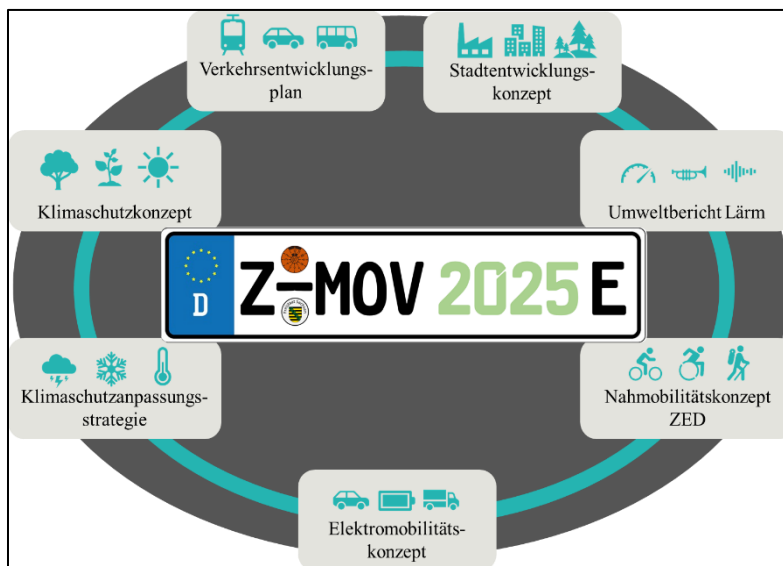 Verkehrsentwicklungs-
plan
Stadtentwicklungs-
konzept
Klimaschutzkonzept
Umweltbericht Lärm
D
Z-MOV 2025 E
Klimaschutzanpassungs-
strategie
Nahmobilitätskonzept
ZED
Elektromobilitäts-
konzept